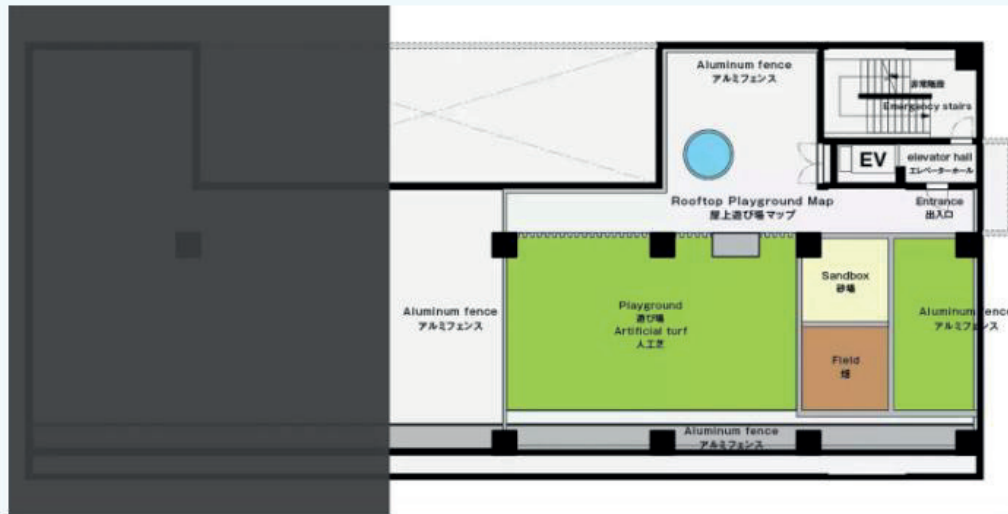 Aluminum fence
アルミフェンス
非常階段
Emergency stairs
EV
elevator hall
エレベーターホール
Rooftop Playground Map
屋上遊び場マップ
Entrance
出入口
Sandbox
砂場
Aluminum fence
アルミフェンス
Playground
遊び場
Artificial turf
人工芝
Aluminum fence
アルミフェンス
Field
畑
Aluminum fence
アルミフェンス